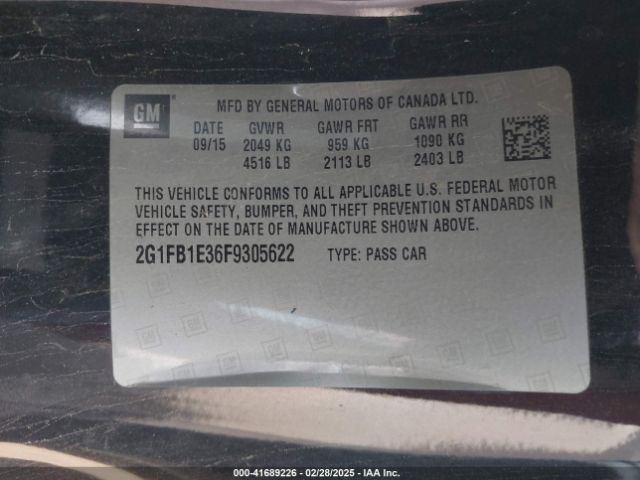 GM
MFD BY GENERAL MOTORS OF CANADA LTD.
DATE GVWR GAWR FRT GAWR RR
09/15 2049 KG 959 KG 1090 KG
4516 LB 2113 LB 2403 LB
THIS VEHICLE CONFORMS TO ALL APPLICABLE U.S. FEDERAL MOTOR
VEHICLE SAFETY, BUMPER, AND THEFT PREVENTION STANDARDS IN
EFFECT ON THE DATE OF MANUFACTURE SHOWN ABOVE.
2G1FB1E36F9305622 TYPE: PASS CAR
000-41689226 - 02/28/2025 - IAA Inc.